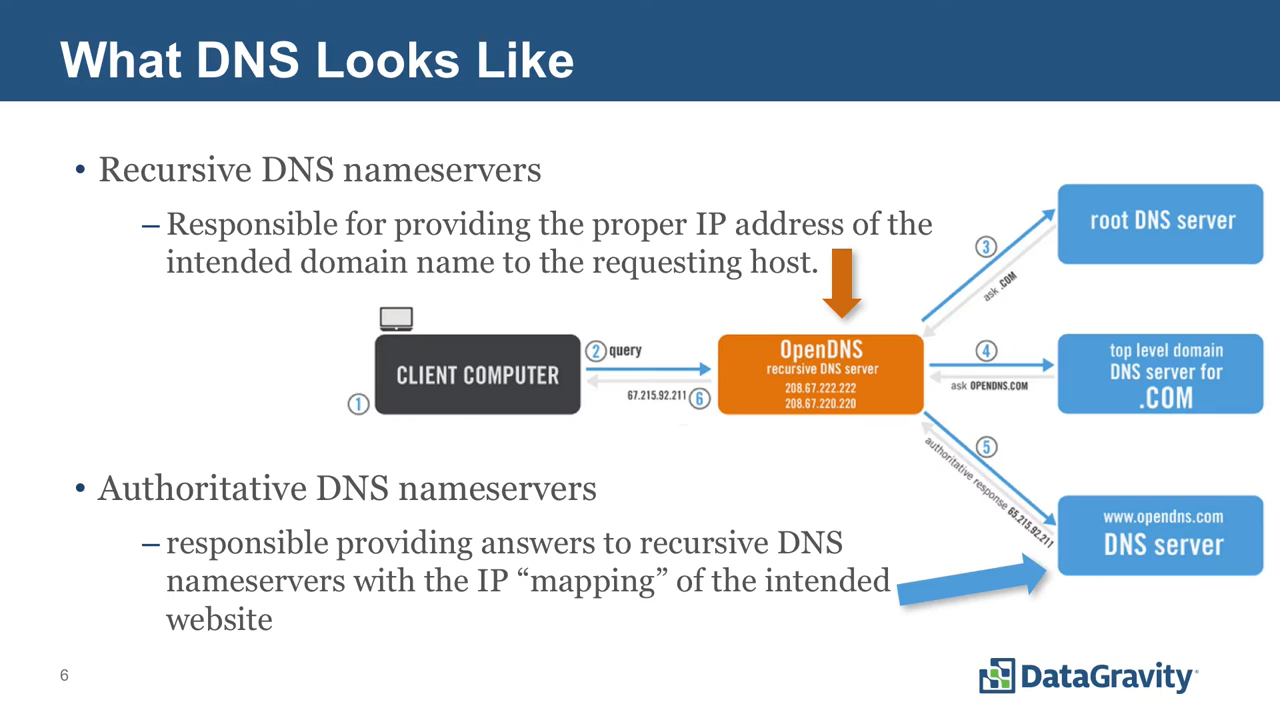 What DNS Looks Like
• Recursive DNS nameservers
– Responsible for providing the proper IP address of the
intended domain name to the requesting host.
root DNS server
3
ask .COM
CLIENT COMPUTER
1
2 query
67.215.92.211 6
OpenDNS
recursive DNS server
208.67.222.222
208.67.220.220
4
ask OPENDNS.COM
top level domain
DNS server for
.COM
5
authoritative response 65.215.92.211
www.opendns.com
DNS server
• Authoritative DNS nameservers
– responsible providing answers to recursive DNS
nameservers with the IP “mapping” of the intended
website
6
DataGravity